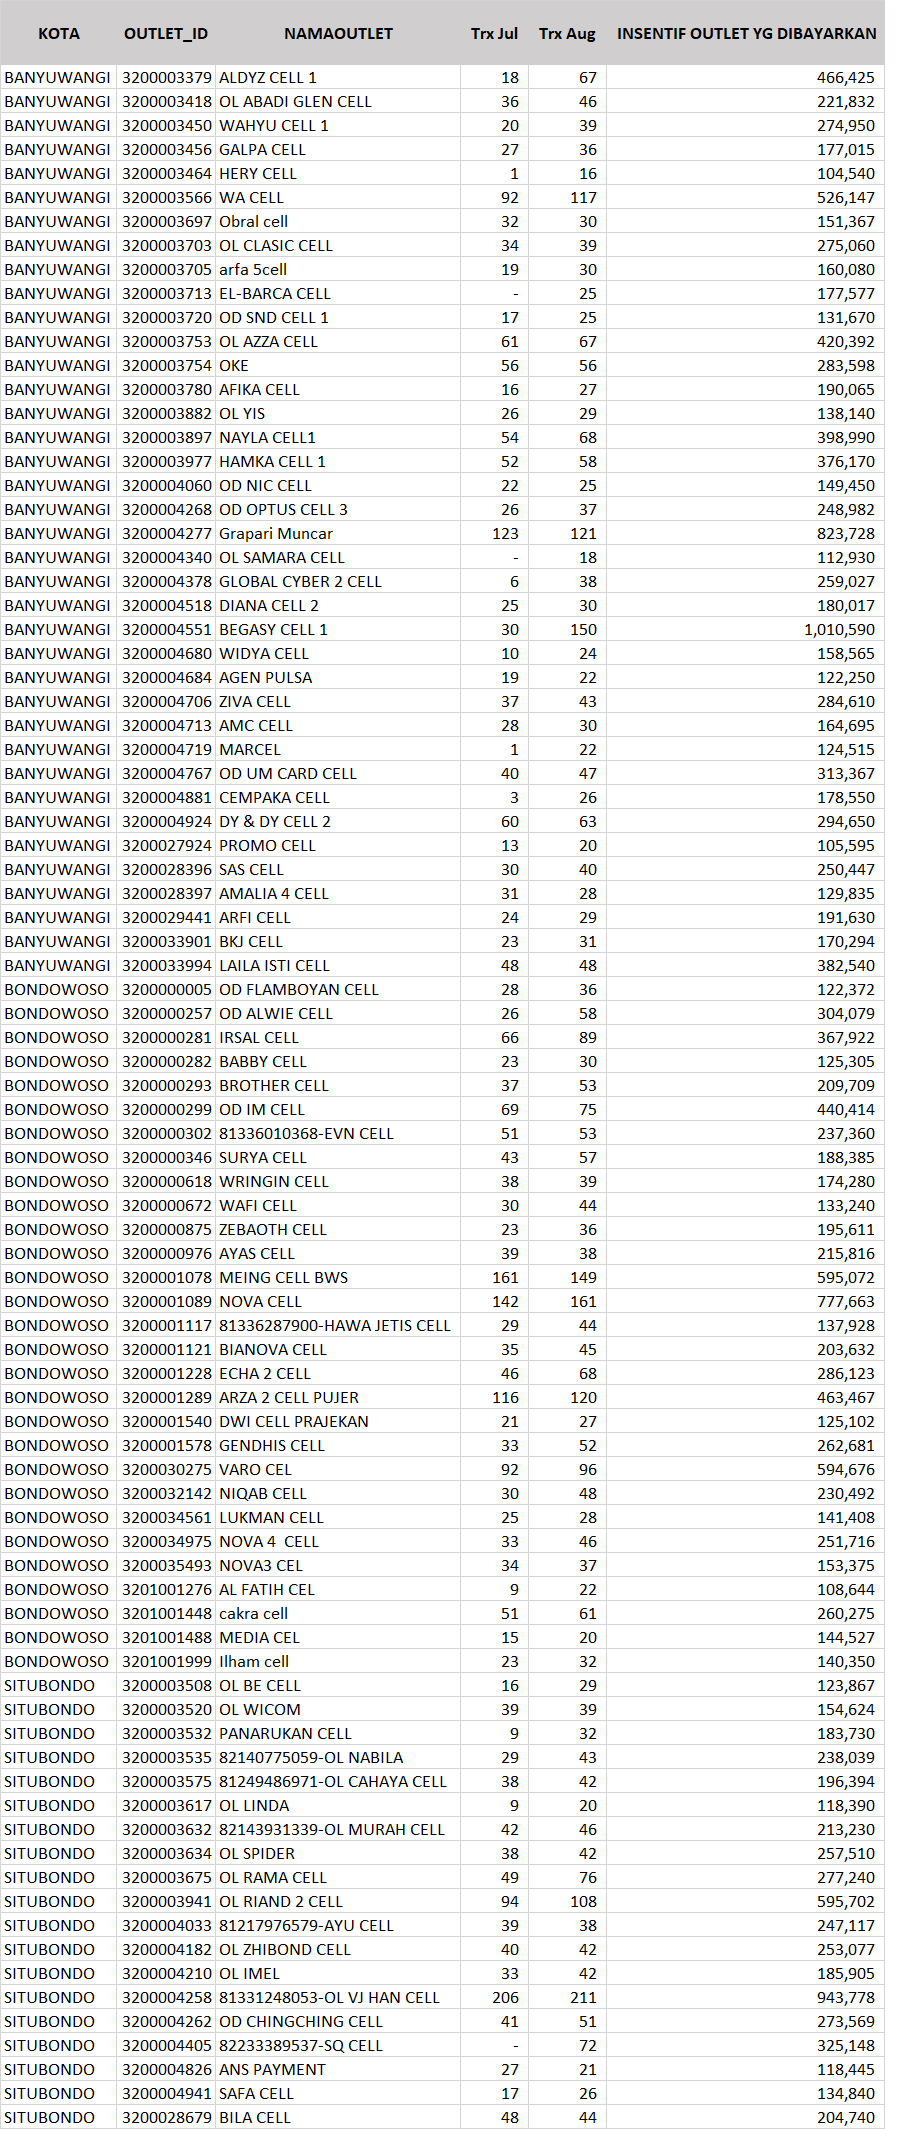 KOTA OUTLET_ID NAMAOUTLET Trx Jul Trx Aug INSENTIF OUTLET YG DIBAYARKAN
BANYUWANGI 3200003379 ALDYZ CELL 1 18 67 466,425
BANYUWANGI 3200003418 OL ABADI GLEN CELL 36 46 221,832
BANYUWANGI 3200003450 WAHYU CELL 1 20 39 274,950
BANYUWANGI 3200003456 GALPA CELL 27 36 177,015
BANYUWANGI 3200003464 HERY CELL 1 16 104,540
BANYUWANGI 3200003566 WA CELL 92 117 526,147
BANYUWANGI 3200003697 Obral cell 32 30 151,367
BANYUWANGI 3200003703 OL CLASIC CELL 34 39 275,060
BANYUWANGI 3200003705 arfa 5cell 19 30 160,080
BANYUWANGI 3200003713 EL-BARCA CELL - 25 177,577
BANYUWANGI 3200003720 OD SND CELL 1 17 25 131,670
BANYUWANGI 3200003753 OL AZZA CELL 61 67 420,392
BANYUWANGI 3200003754 OKE 56 56 283,598
BANYUWANGI 3200003780 AFIKA CELL 16 27 190,065
BANYUWANGI 3200003882 OL YIS 26 29 138,140
BANYUWANGI 3200003897 NAYLA CELL1 54 68 398,990
BANYUWANGI 3200003977 HAMKA CELL 1 52 58 376,170
BANYUWANGI 3200004060 OD NIC CELL 22 25 149,450
BANYUWANGI 3200004268 OD OPTUS CELL 3 26 37 248,982
BANYUWANGI 3200004277 Grapari Muncar 123 121 823,728
BANYUWANGI 3200004340 OL SAMARA CELL - 18 112,930
BANYUWANGI 3200004378 GLOBAL CYBER 2 CELL 6 38 259,027
BANYUWANGI 3200004518 DIANA CELL 2 25 30 180,017
BANYUWANGI 3200004551 BEGASY CELL 1 30 150 1,010,590
BANYUWANGI 3200004680 WIDYA CELL 10 24 158,565
BANYUWANGI 3200004684 AGEN PULSA 19 22 122,250
BANYUWANGI 3200004706 ZIVA CELL 37 43 284,610
BANYUWANGI 3200004713 AMC CELL 28 30 164,695
BANYUWANGI 3200004719 MARCEL 1 22 124,515
BANYUWANGI 3200004767 OD UM CARD CELL 40 47 313,367
BANYUWANGI 3200004881 CEMPAKA CELL 3 26 178,550
BANYUWANGI 3200004924 DY & DY CELL 2 60 63 294,650
BANYUWANGI 3200027924 PROMO CELL 13 20 105,595
BANYUWANGI 3200028396 SAS CELL 30 40 250,447
BANYUWANGI 3200028397 AMALIA 4 CELL 31 28 129,835
BANYUWANGI 3200029441 ARFI CELL 24 29 191,630
BANYUWANGI 3200033901 BKJ CELL 23 31 170,294
BANYUWANGI 3200033994 LAILA ISTI CELL 48 48 382,540
BONDOWOSO 3200000005 OD FLAMBOYAN CELL 28 36 122,372
BONDOWOSO 3200000257 OD ALWIE CELL 26 58 304,079
BONDOWOSO 3200000281 IRSAL CELL 66 89 367,922
BONDOWOSO 3200000282 BABBY CELL 23 30 125,305
BONDOWOSO 3200000293 BROTHER CELL 37 53 209,709
BONDOWOSO 3200000299 OD IM CELL 69 75 440,414
BONDOWOSO 3200000302 81336010368-EVN CELL 51 53 237,360
BONDOWOSO 3200000346 SURYA CELL 43 57 188,385
BONDOWOSO 3200000618 WRINGIN CELL 38 39 174,280
BONDOWOSO 3200000672 WAFI CELL 30 44 133,240
BONDOWOSO 3200000875 ZEBAOTH CELL 23 36 195,611
BONDOWOSO 3200000976 AYAS CELL 39 38 215,816
BONDOWOSO 3200001078 MEING CELL BWS 161 149 595,072
BONDOWOSO 3200001089 NOVA CELL 142 161 777,663
BONDOWOSO 3200001117 81336287900-HAWA JETIS CELL 29 44 137,928
BONDOWOSO 3200001121 BIANOVA CELL 35 45 203,632
BONDOWOSO 3200001228 ECHA 2 CELL 46 68 286,123
BONDOWOSO 3200001289 ARZA 2 CELL PUJER 116 120 463,467
BONDOWOSO 3200001540 DWI CELL PRAJEKAN 21 27 125,102
BONDOWOSO 3200001578 GENDHIS CELL 33 52 262,681
BONDOWOSO 3200030275 VARO CEL 92 96 594,676
BONDOWOSO 3200032142 NIQAB CELL 30 48 230,492
BONDOWOSO 3200034561 LUKMAN CELL 25 28 141,408
BONDOWOSO 3200034975 NOVA 4  CELL 33 46 251,716
BONDOWOSO 3200035493 NOVA3 CEL 34 37 153,375
BONDOWOSO 3201001276 AL FATIH CEL 9 22 108,644
BONDOWOSO 3201001448 cakra cell 51 61 260,275
BONDOWOSO 3201001488 MEDIA CEL 15 20 144,527
BONDOWOSO 3201001999 Ilham cell 23 32 140,350
SITUBONDO 3200003508 OL BE CELL 16 29 123,867
SITUBONDO 3200003520 OL WICOM 39 39 154,624
SITUBONDO 3200003532 PANARUKAN CELL 9 32 183,730
SITUBONDO 3200003535 82140775059-OL NABILA 29 43 238,039
SITUBONDO 3200003575 81249486971-OL CAHAYA CELL 38 42 196,394
SITUBONDO 3200003617 OL LINDA 9 20 118,390
SITUBONDO 3200003632 82143931339-OL MURAH CELL 42 46 213,230
SITUBONDO 3200003634 OL SPIDER 38 42 257,510
SITUBONDO 3200003675 OL RAMA CELL 49 76 277,240
SITUBONDO 3200003941 OL RIAND 2 CELL 94 108 595,702
SITUBONDO 3200004033 81217976579-AYU CELL 39 38 247,117
SITUBONDO 3200004182 OL ZHIBOND CELL 40 42 253,077
SITUBONDO 3200004210 OL IMEL 33 42 185,905
SITUBONDO 3200004258 81331248053-OL VJ HAN CELL 206 211 943,778
SITUBONDO 3200004262 OD CHINGCHING CELL 41 51 273,569
SITUBONDO 3200004405 82233389537-SQ CELL - 72 325,148
SITUBONDO 3200004826 ANS PAYMENT 27 21 118,445
SITUBONDO 3200004941 SAFA CELL 17 26 134,840
SITUBONDO 3200028679 BILA CELL 48 44 204,740